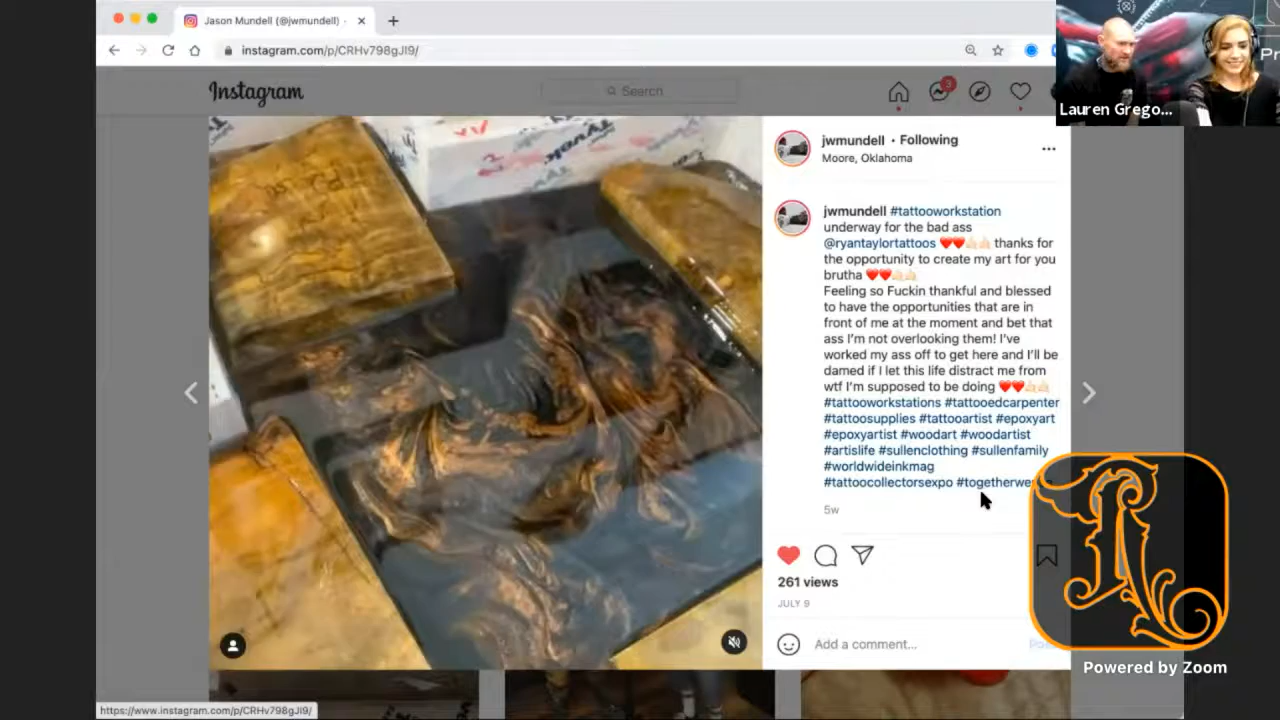 Jason Mundell (@jwmundell) ·
instagram.com/p/CRHv798gJI9/
Instagram
Search
3
Lauren Grego...
jwmundell • Following
Moore, Oklahoma
jwmundell #tattooworkstation
underway for the bad ass
@ryantaylortattoos ❤️❤️👍🏻👍🏻 thanks for
the opportunity to create my art for you
brutha ❤️❤️👍🏻👍🏻
Feeling so Fuckin thankful and blessed
to have the opportunities that are in
front of me at the moment and bet that
ass I'm not overlooking them! I've
worked my ass off to get here and I'll be
damed if I let this life distract me from
wtf I'm supposed to be doing ❤️❤️👍🏻👍🏻
#tattooworkstations #tattooedcarpenter
#tattoosupplies #tattooartist #epoxyart
#epoxyartist #woodart #woodartist
#artislife #sullenclothing #sullenfamily
#worldwideinkmag
#tattoocollectorsexpo
5w
261 views
JULY 9
Add a comment...
Powered by Zoom
https://www.instagram.com/p/CRHv798gJI9/